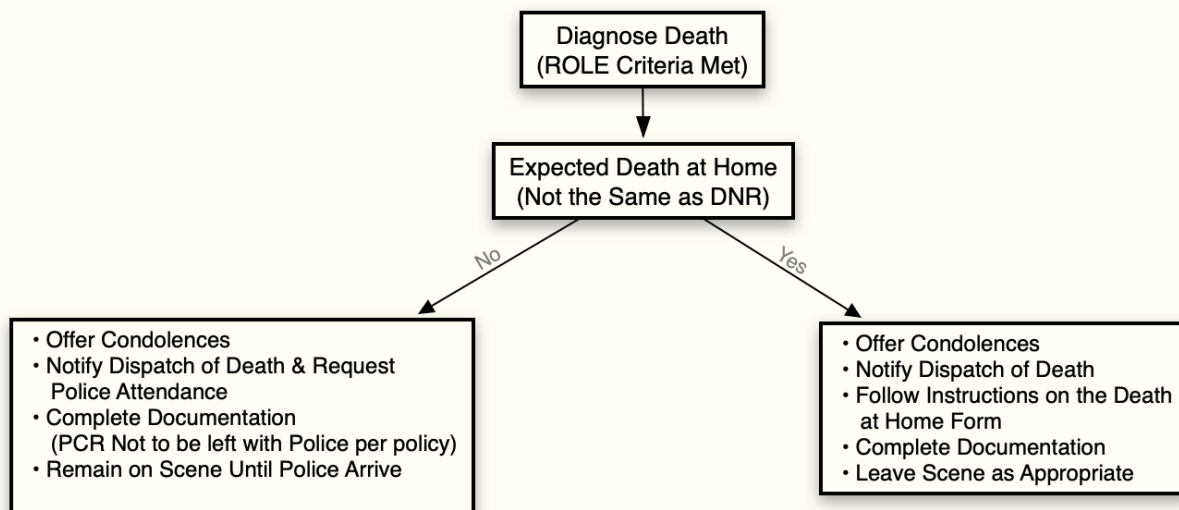 Diagnose Death
(ROLE Criteria Met)
Expected Death at Home
(Not the Same as DNR)
No
Yes
• Offer Condolences
• Notify Dispatch of Death & Request
Police Attendance
• Complete Documentation
(PCR Not to be left with Police per policy)
• Remain on Scene Until Police Arrive
• Offer Condolences
• Notify Dispatch of Death
• Follow Instructions on the Death
at Home Form
• Complete Documentation
• Leave Scene as Appropriate